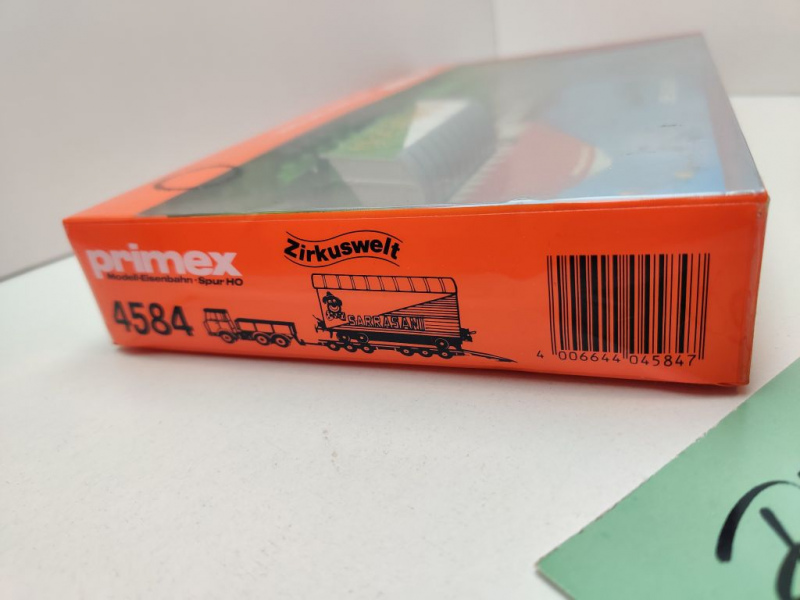 primex
Modell-Eisenbahn · Spur HO
4584
Zirkuswelt
SARRASANI
4 006644 045847